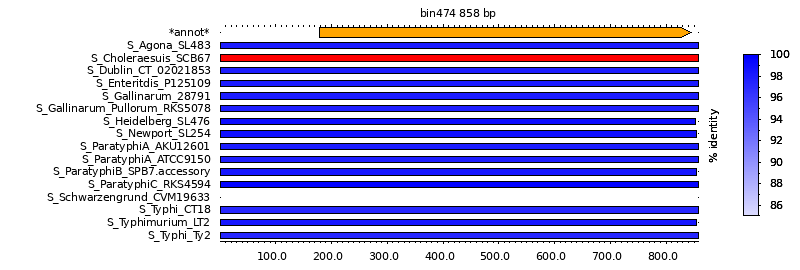 bin474 858 bp
*annot*
S_Agona_SL483
S_Choleraesuis_SCB67
S_Dublin_CT_02021853
S_Enteritdis_P125109
S_Gallinarum_28791
S_Gallinarum_Pullorum_RKS5078
S_Heidelberg_SL476
S_Newport_SL254
S_ParatyphiA_AKU12601
S_ParatyphiA_ATCC9150
S_ParatyphiB_SPB7.accessory
S_ParatyphiC_RKS4594
S_Schwarzengrund_CVM19633
S_Typhi_CT18
S_Typhimurium_LT2
S_Typhi_Ty2
100.0 200.0 300.0 400.0 500.0 600.0 700.0 800.0
% identity
100
98
96
94
92
90
88
86